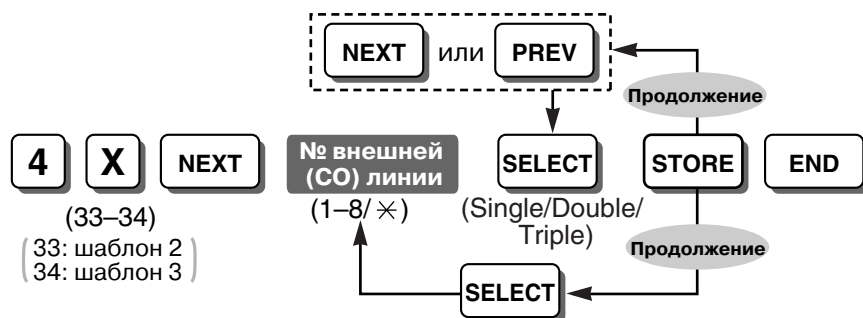 NEXT или PREV
Продолжение
4 X NEXT № внешней (CO) линии SELECT STORE END
(33–34) (1–8/✳) (Single/Double/Triple)
33: шаблон 2
34: шаблон 3
Продолжение
SELECT